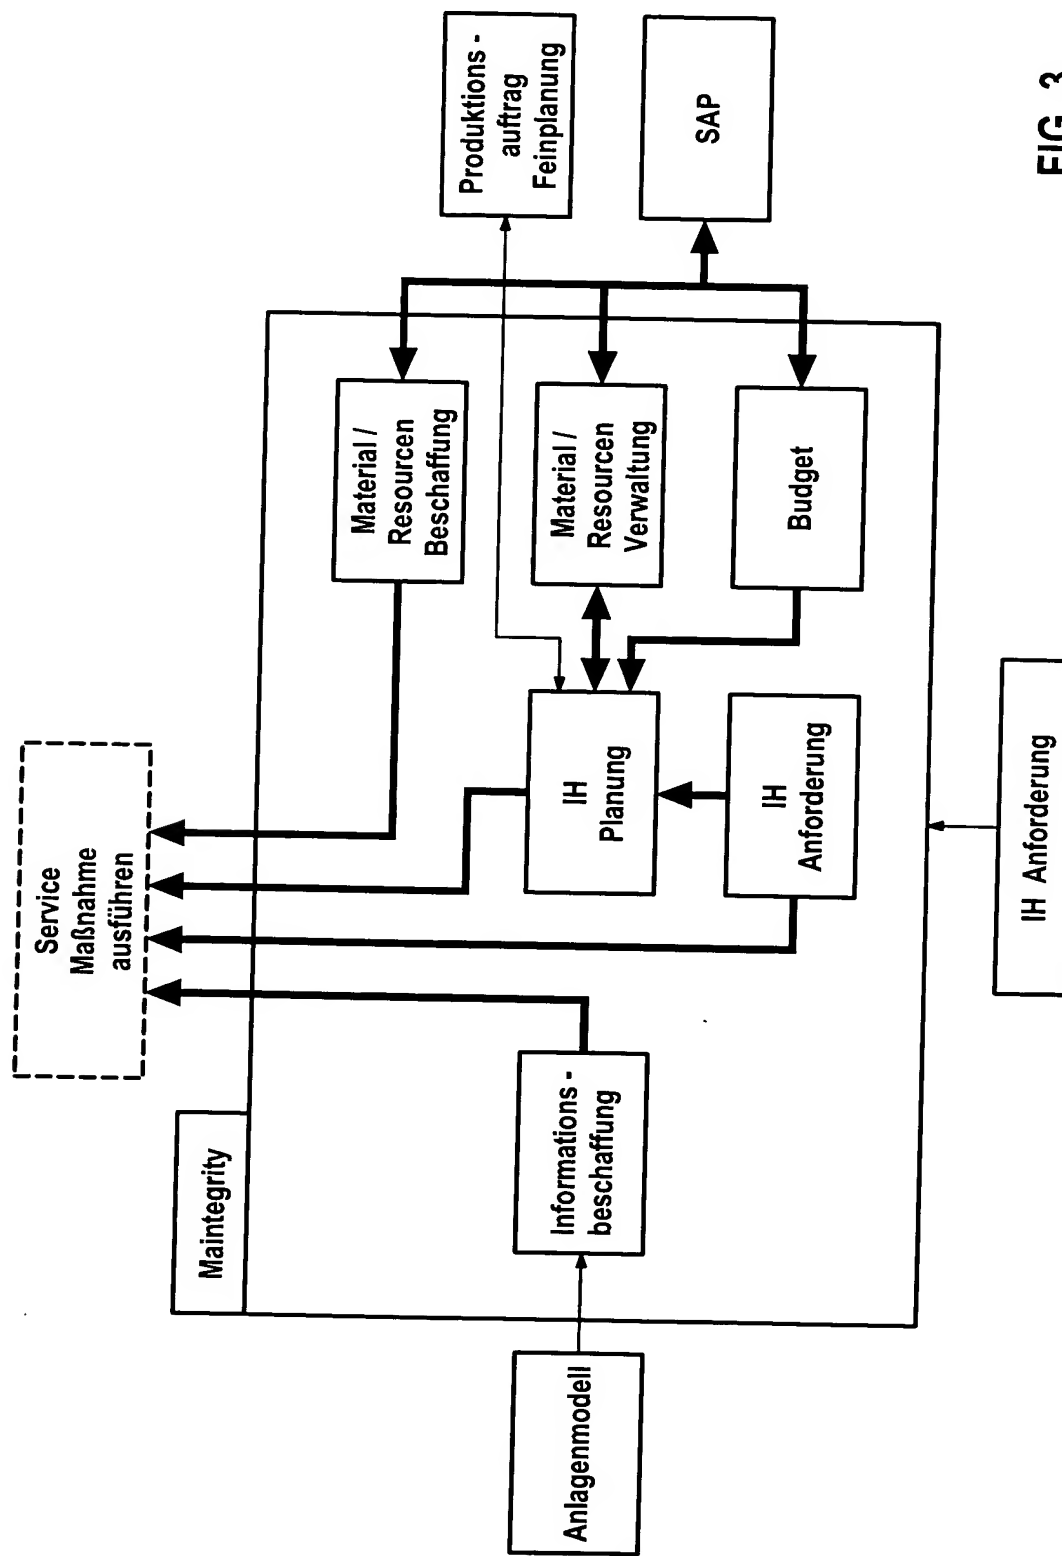 Service
Maßnahme
ausführen
Maintegrity
Anlagenmodell
Informations -
beschaffung
IH
Planung
IH
Anforderung
Material /
Resourcen
Beschaffung
Material /
Resourcen
Verwaltung
Budget
Produktions -
auftrag
Feinplanung
SAP
IH Anforderung
FIG 3